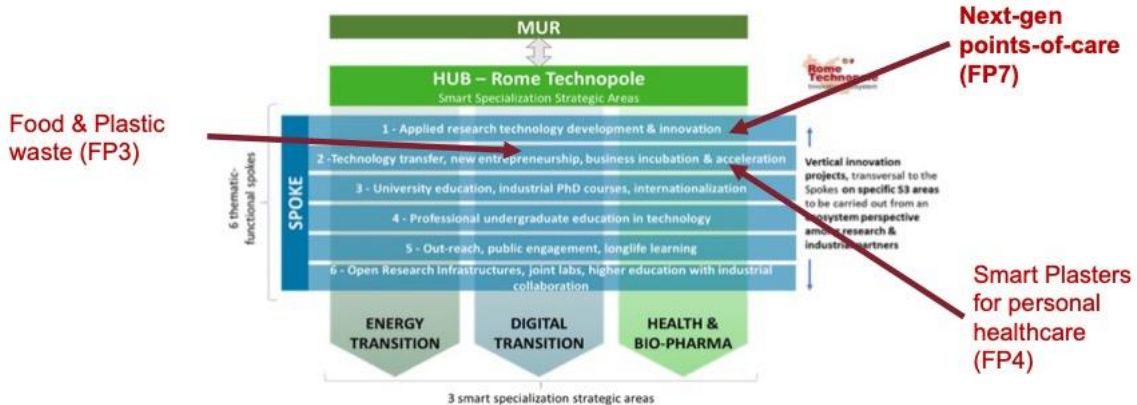 MUR
HUB – Rome Technopole
Smart Specialization Strategic Areas
Next-gen
points-of-care
(FP7)
Rome
Technopole
Food & Plastic
waste (FP3)
6 thematic-
functional spokes
SPOKE
1 - Applied research technology development & innovation
2 -Technology transfer, new entrepreneurship, business incubation & acceleration
3 - University education, industrial PhD courses, internationalization
4 - Professional undergraduate education in technology
5 - Out-reach, public engagement, longlife learning
6 - Open Research Infrastructures, joint labs, higher education with industrial
collaboration
Vertical innovation
projects, transversal to the
Spokes on specific S3 areas
to be carried out from an
ecosystem perspective
among research &
industrial partners
Smart Plasters
for personal
healthcare
(FP4)
ENERGY
TRANSITION
DIGITAL
TRANSITION
HEALTH &
BIO-PHARMA
3 smart specialization strategic areas